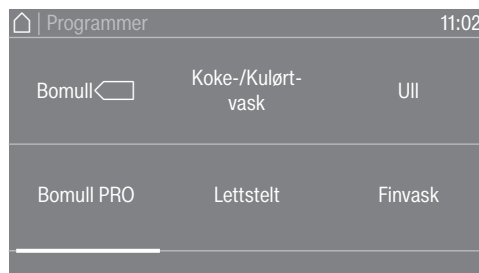 | Programmer 11:02
Bomull Koke-/Kulørt-
vask Ull
Bomull PRO Lettstelt Finvask